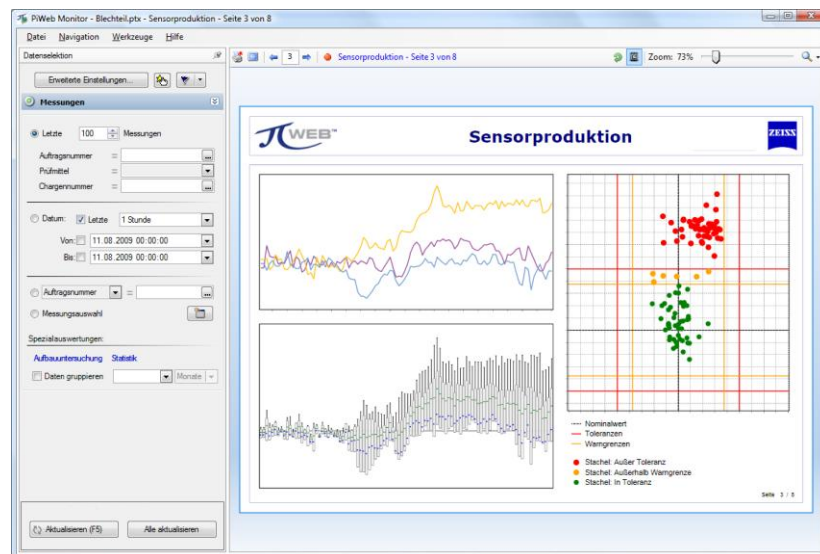 PiWeb Monitor - Blechteil.ptx - Sensorproduktion - Seite 3 von 8
Datei Navigation Werkzeuge Hilfe
Datenselektion
3 Sensorproduktion - Seite 3 von 8 Zoom: 73%
Erweiterte Einstellungen...
Messungen
Letzte 100 Messungen
Auftragsnummer =
Prüfmittel =
Chargennummer =
Datum: Letzte 1 Stunde
Von: 11.08.2009 00:00:00
Bis: 11.08.2009 00:00:00
Auftragsnummer =
Messungsauswahl
Spezialauswertungen:
Aufbauuntersuchung Statistik
Daten gruppieren Monate
Aktualisieren (F5) Alle aktualisieren
πWEB™
Sensorproduktion
ZEISS
Nominalwert
Toleranzen
Warngrenzen
Stachel: Außer Toleranz
Stachel: Außerhalb Warngrenze
Stachel: In Toleranz
Seite 3 / 8